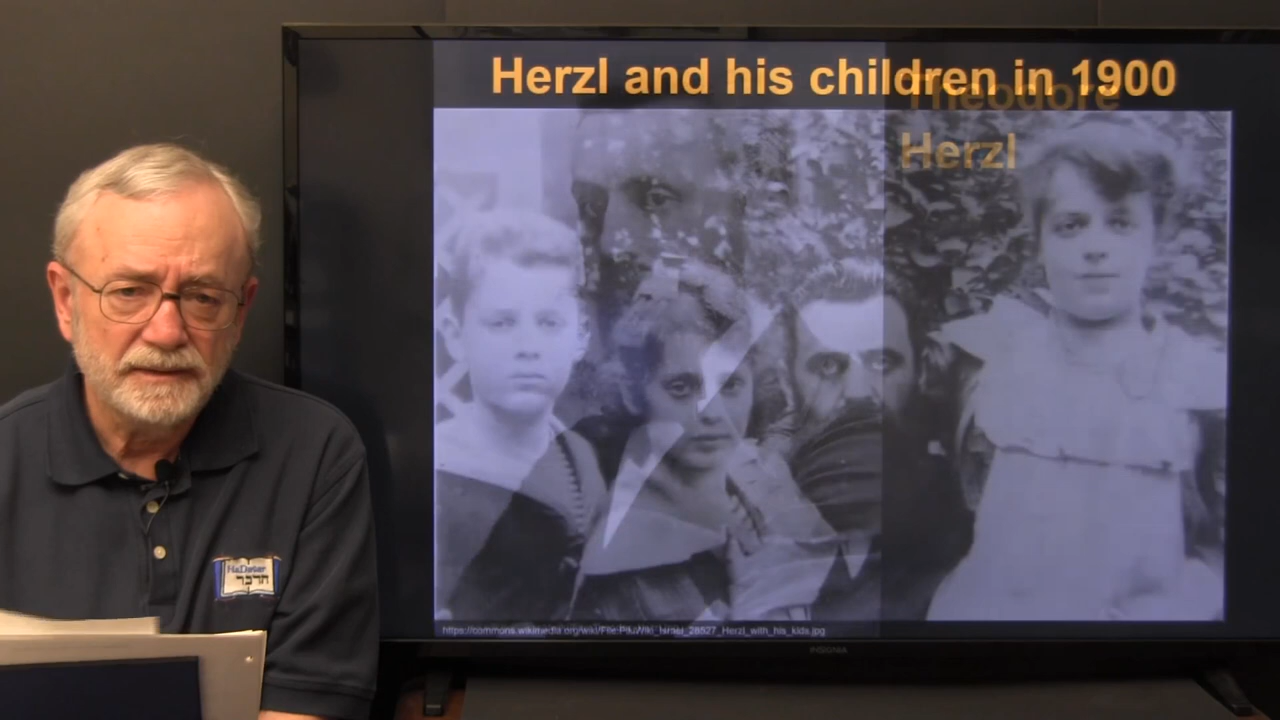 Herzl and his children in 1900
Theodore
Herzl
HaDavar
הדבר
INSIGNIA